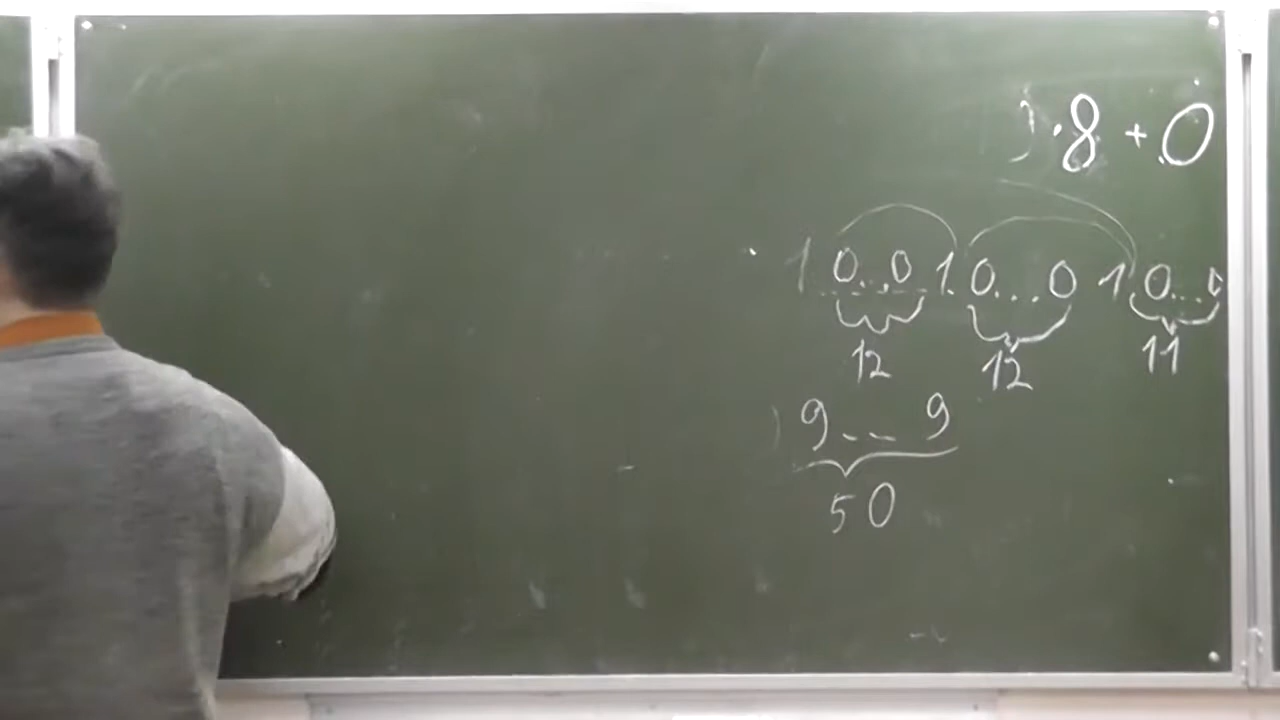 ) · 8 + 0
1 0...0 1 0...0 1 0...0
12 12 11
) 9...9
50